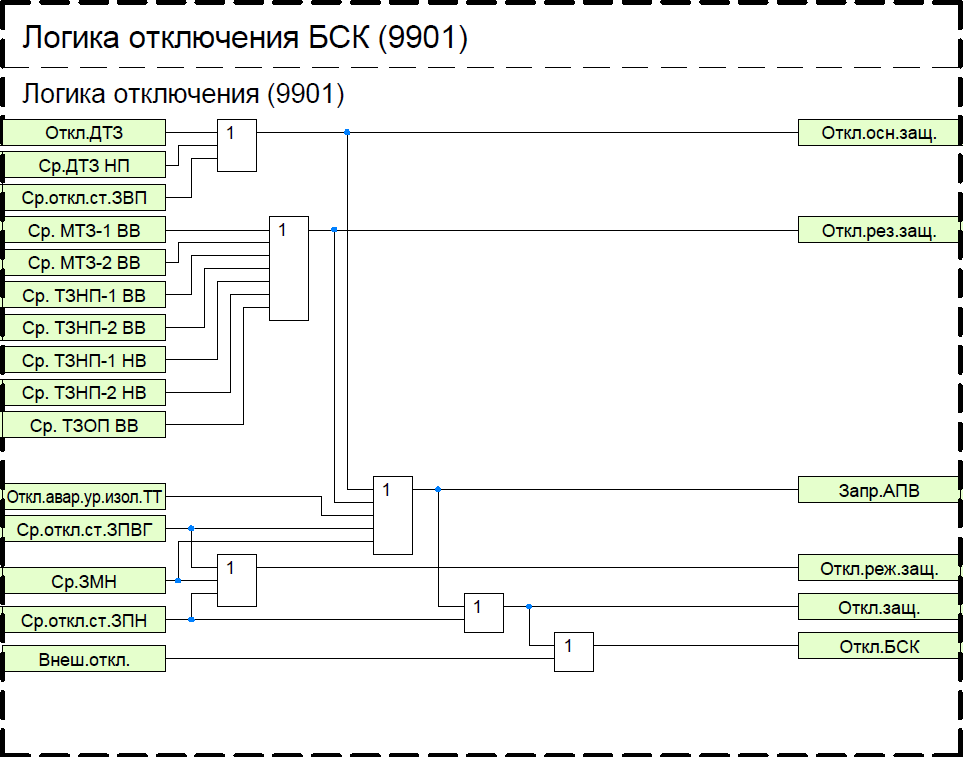 Логика отключения БСК (9901)
Логика отключения (9901)
Откл.ДТЗ
1
Откл.осн.защ.
Ср.ДТЗ НП
Ср.откл.ст.ЗВП
Ср. МТЗ-1 ВВ
1
Откл.рез.защ.
Ср. МТЗ-2 ВВ
Ср. ТЗНП-1 ВВ
Ср. ТЗНП-2 ВВ
Ср. ТЗНП-1 НВ
Ср. ТЗНП-2 НВ
Ср. ТЗОП ВВ
Откл.авар.ур.изол.ТТ
1
Запр.АПВ
Ср.откл.ст.ЗПВГ
1
Откл.реж.защ.
Ср.ЗМН
1
Откл.защ.
Ср.откл.ст.ЗПН
1
Откл.БСК
Внеш.откл.